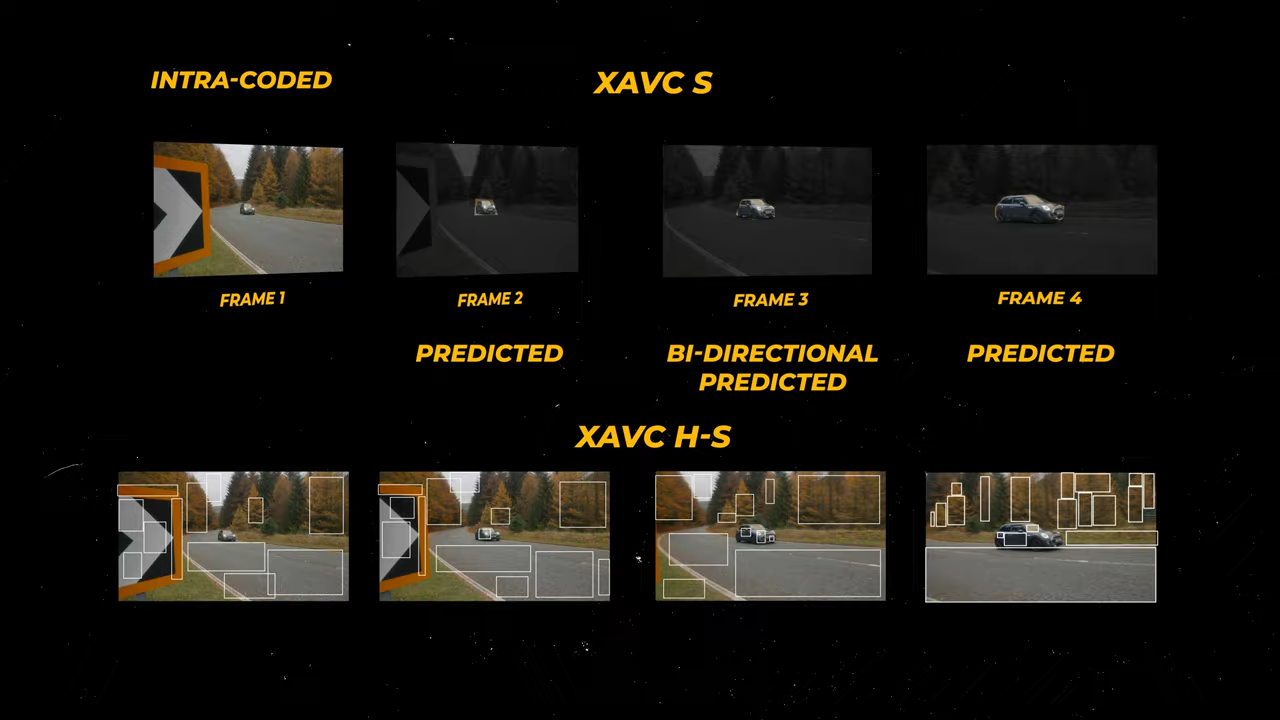 INTRA-CODED
XAVC S
FRAME 1
FRAME 2
FRAME 3
FRAME 4
PREDICTED
BI-DIRECTIONAL
PREDICTED
PREDICTED
XAVC H-S